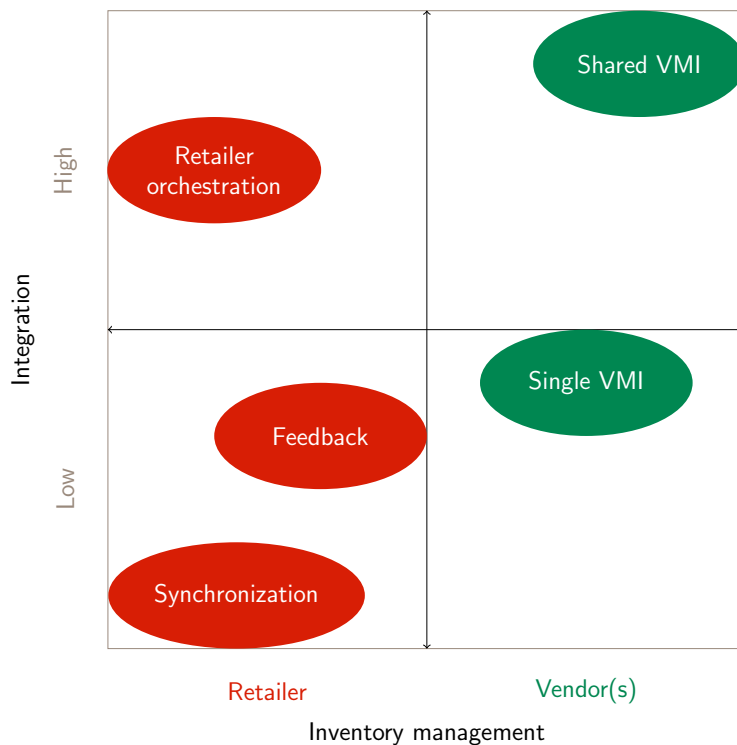 Shared VMI
Retailer
orchestration
High
Integration
Single VMI
Feedback
Low
Synchronization
Retailer
Vendor(s)
Inventory management